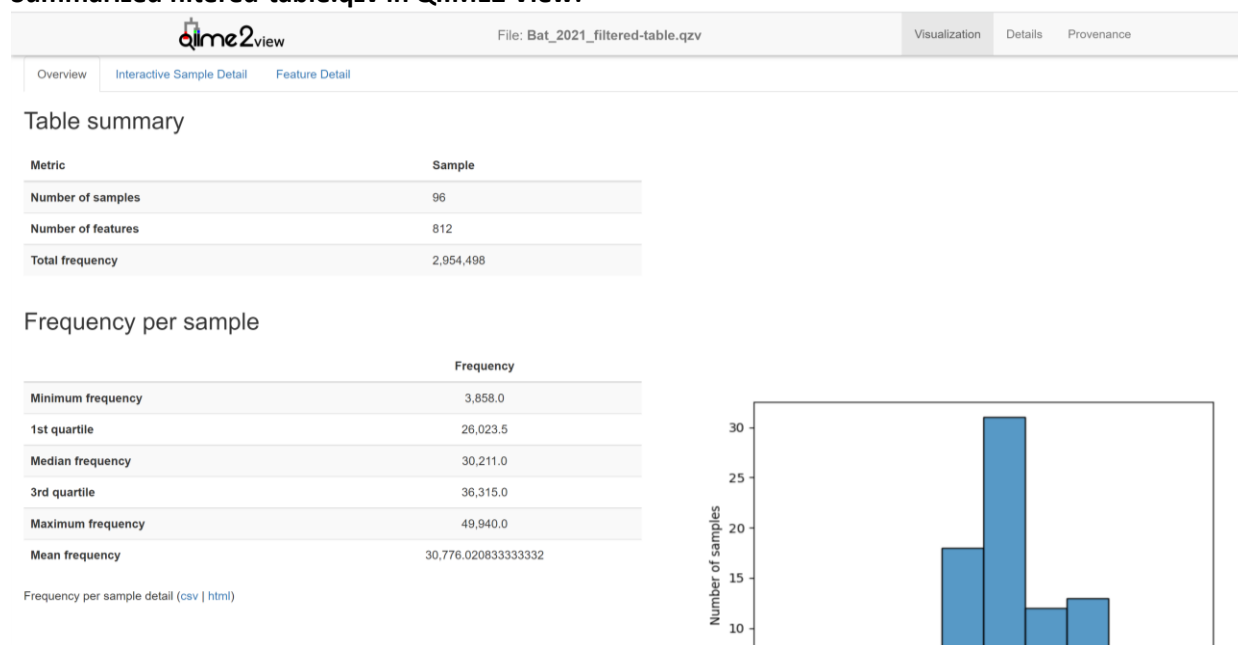 Summarized filtered-table.qzv in QIIME2 View:
qiime2view File: Bat_2021_filtered-table.qzv Visualization Details Provenance
Overview Interactive Sample Detail Feature Detail
Table summary
Metric Sample
Number of samples 96
Number of features 812
Total frequency 2,954,498
Frequency per sample
Frequency
Minimum frequency 3,858.0
1st quartile 26,023.5
Median frequency 30,211.0
3rd quartile 36,315.0
Maximum frequency 49,940.0
Mean frequency 30,776.020833333332
Frequency per sample detail (csv | html)
30
25
20
15
10
Number of samples